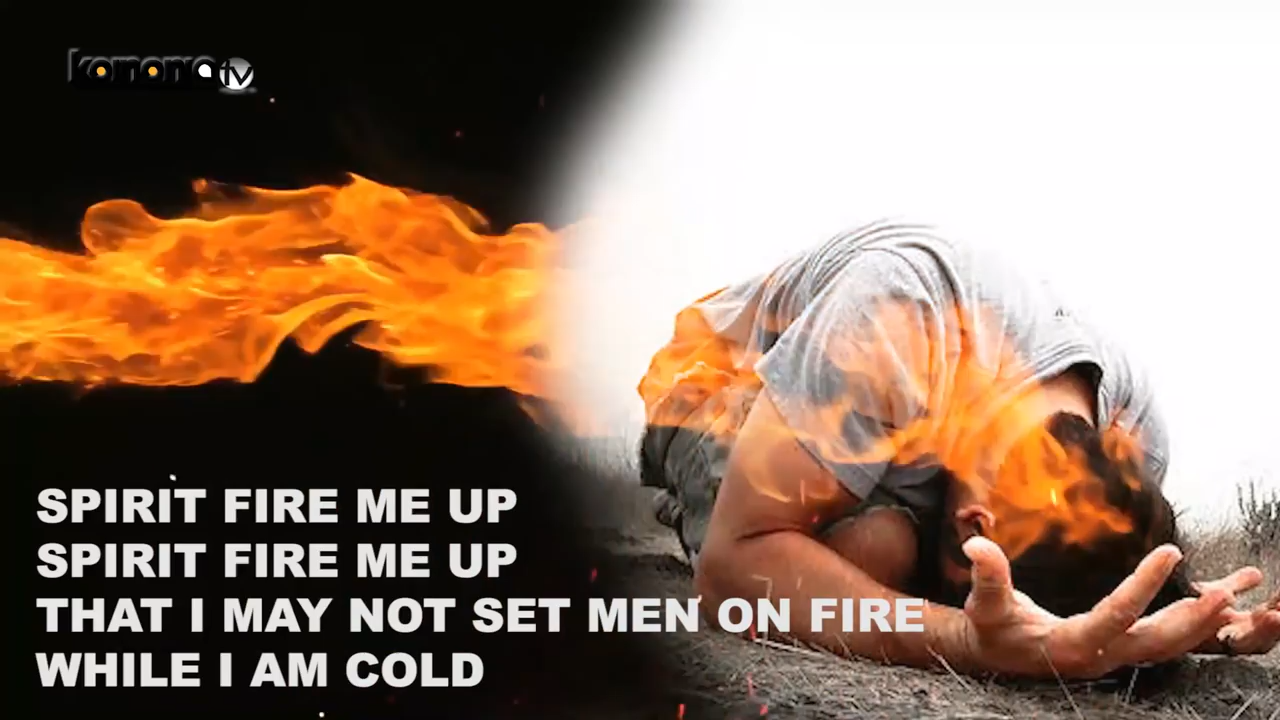 SPIRIT FIRE ME UP
SPIRIT FIRE ME UP
THAT I MAY NOT SET MEN ON FIRE
WHILE I AM COLD